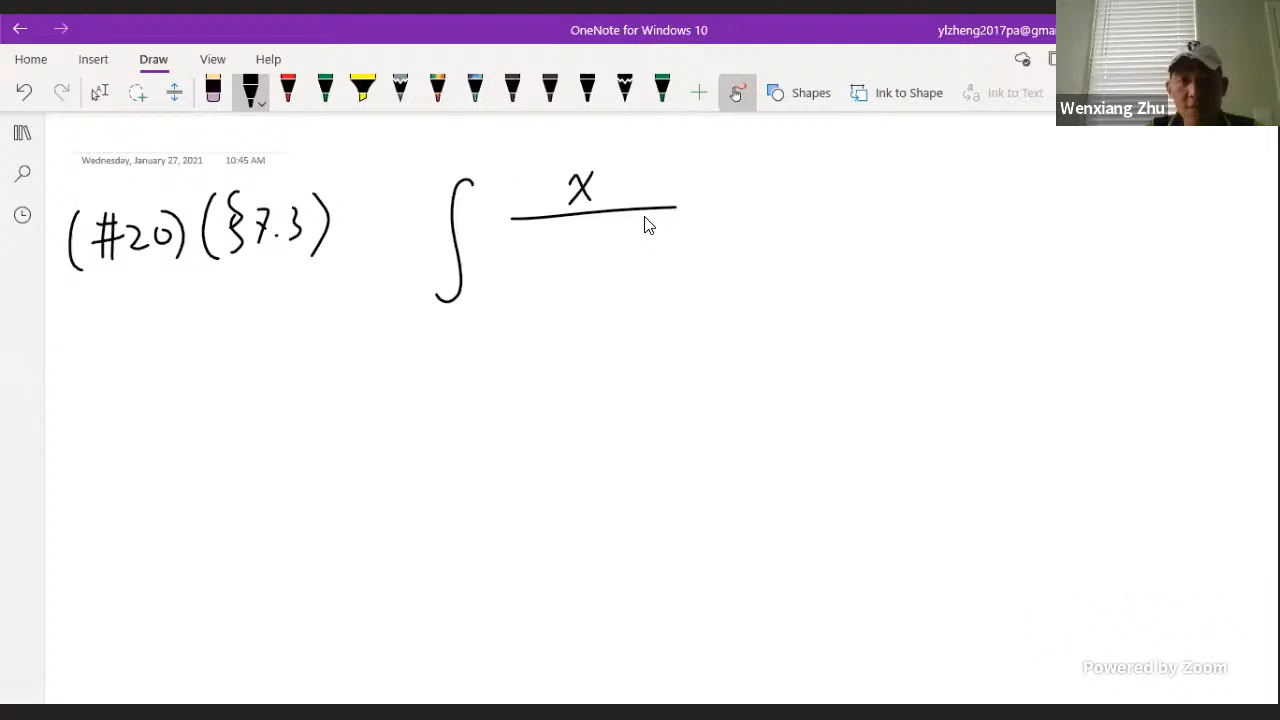 OneNote for Windows 10
ylzheng2017pa@gma
Home Insert Draw View Help
Shapes Ink to Shape Ink to Text
Wenxiang Zhu
Wednesday, January 27, 2021 10:45 AM
(#20) (§7.3) ∫ x
Powered by Zoom